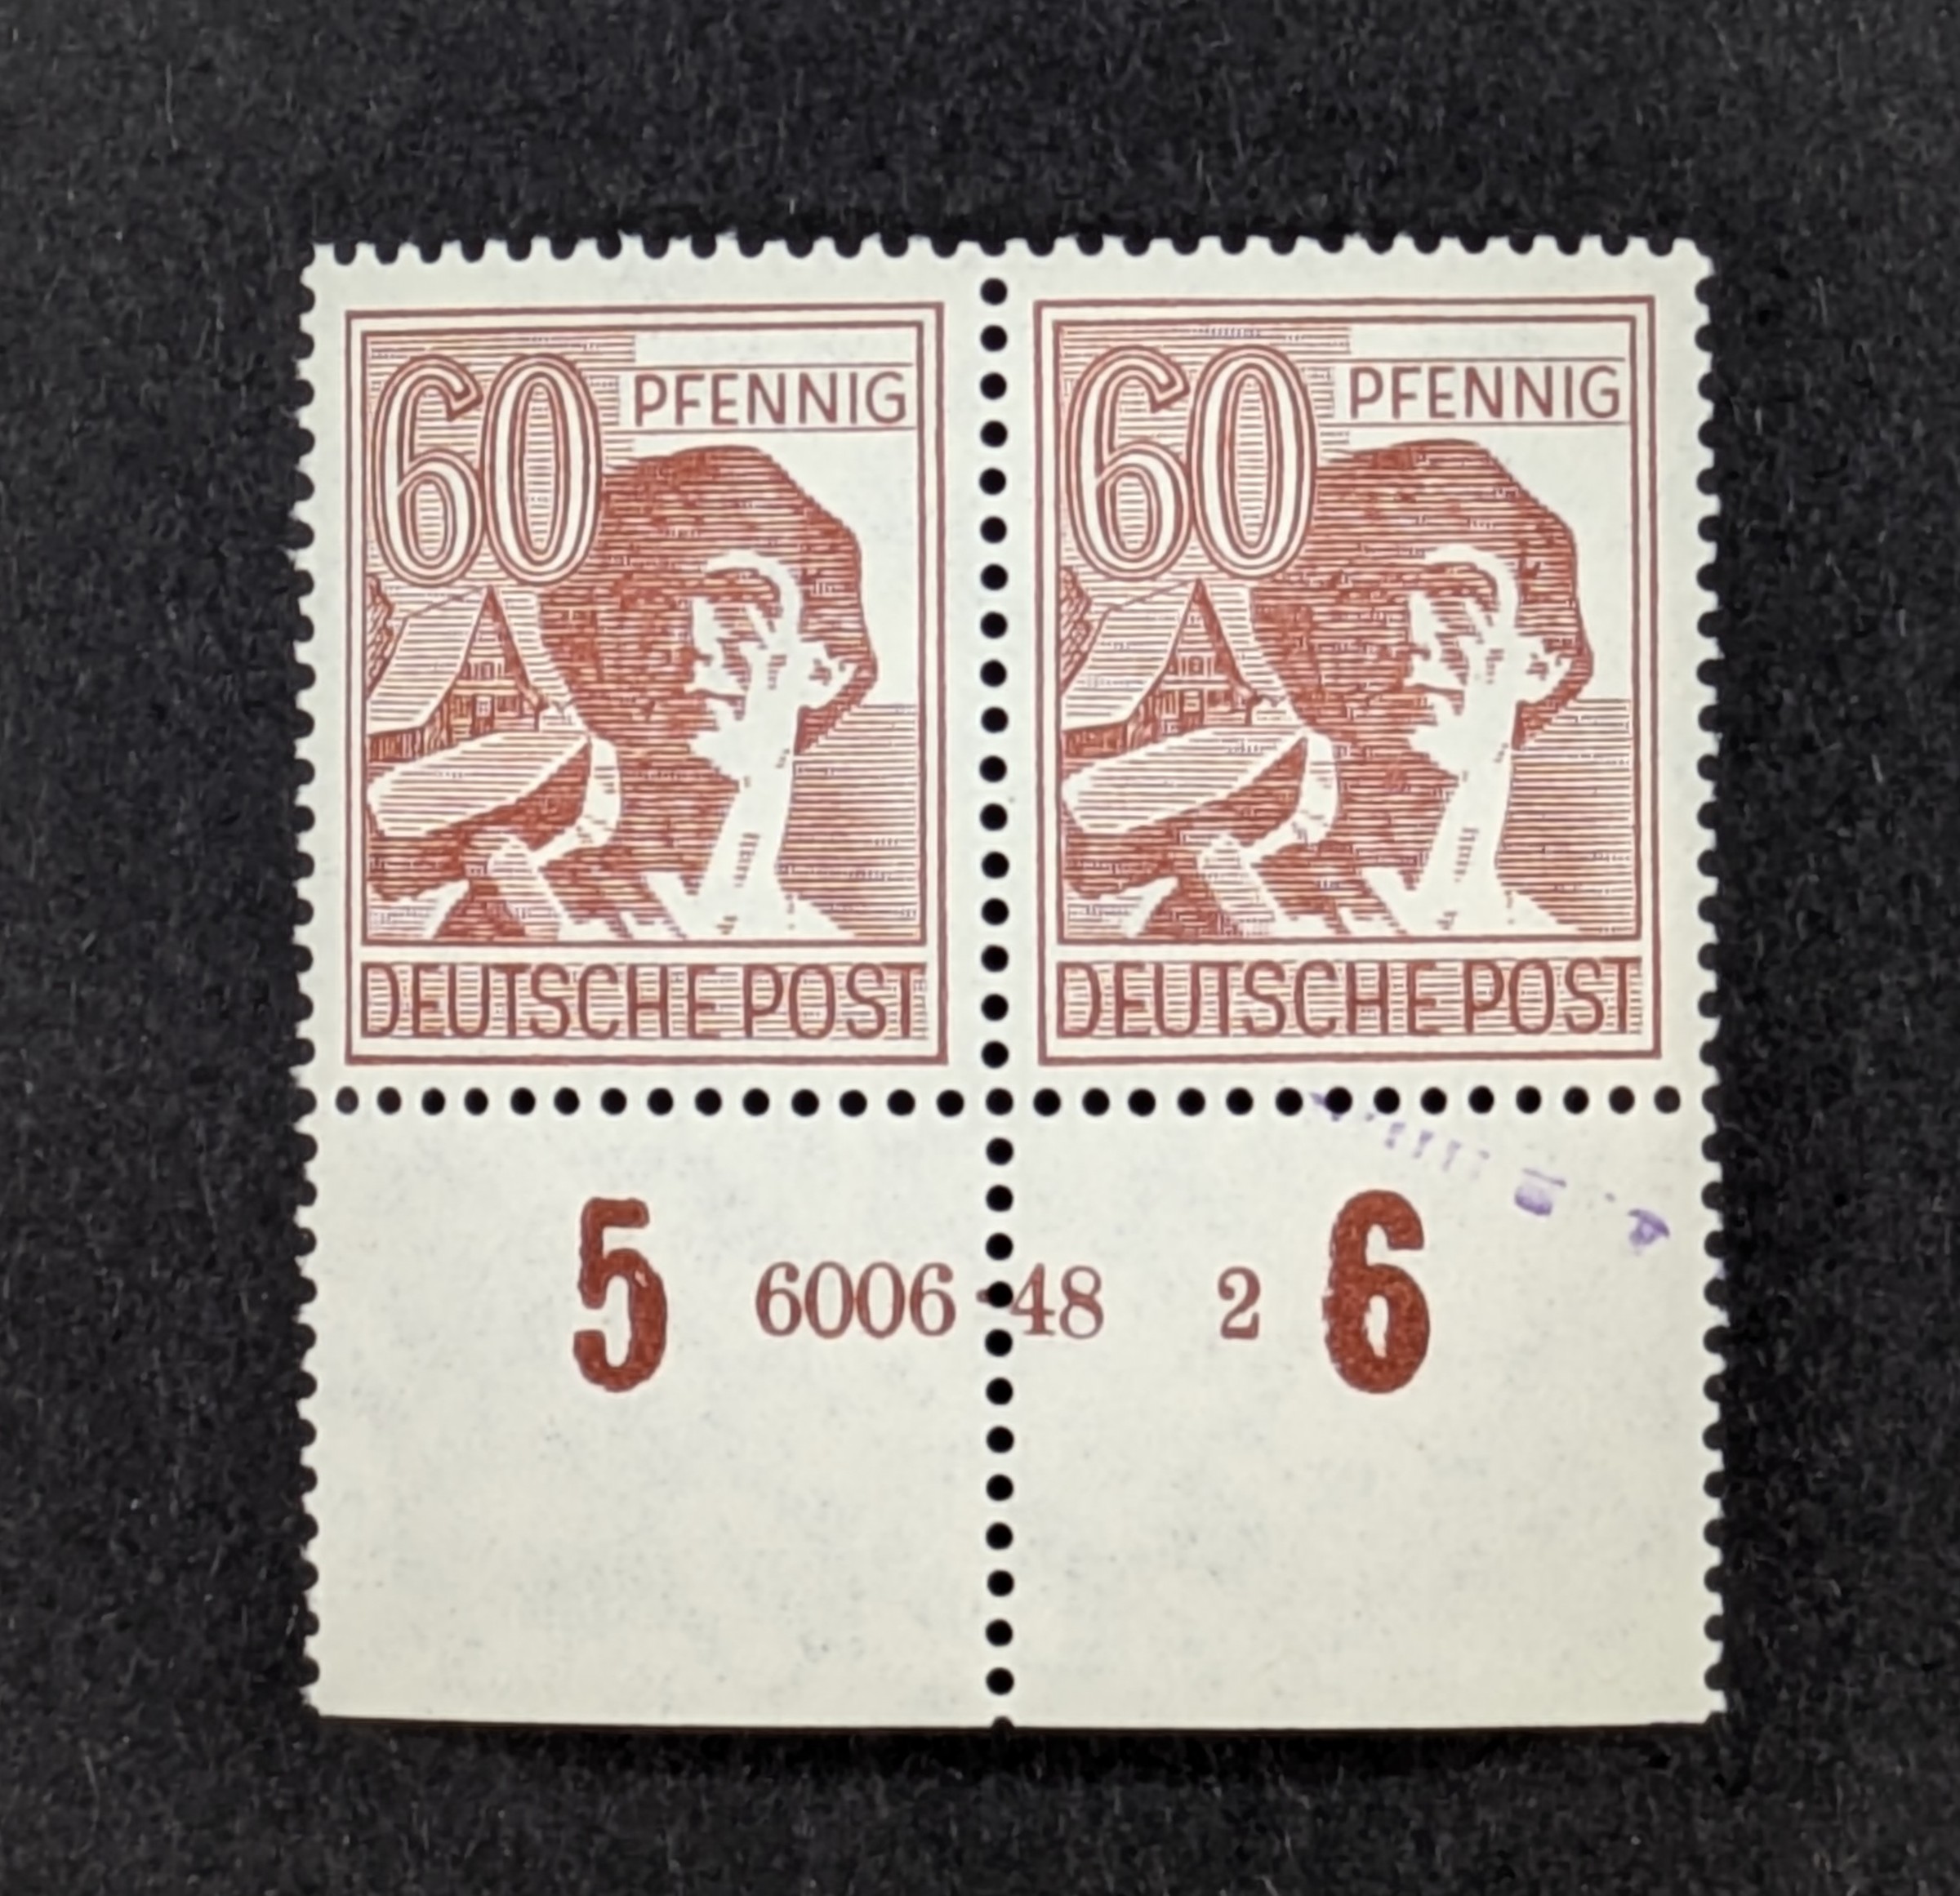 60 PFENNIG 60 PFENNIG
DEUTSCHE POST DEUTSCHE POST
5 6006·48 2 6